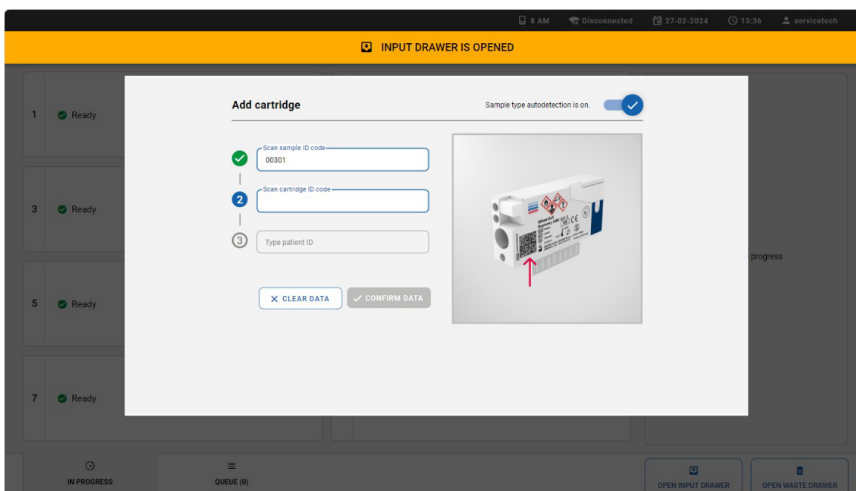 8 AM Disconnected 27-02-2024 13:36 servicetech
INPUT DRAWER IS OPENED
Add cartridge
Sample type autodetection is on.
1 Ready
Scan sample ID code
00301
2
Scan cartridge ID code
3 Ready
3
Type patient ID
progress
5 Ready
CLEAR DATA
CONFIRM DATA
7 Ready
IN PROGRESS
QUEUE (0)
OPEN INPUT DRAWER
OPEN WASTE DRAWER